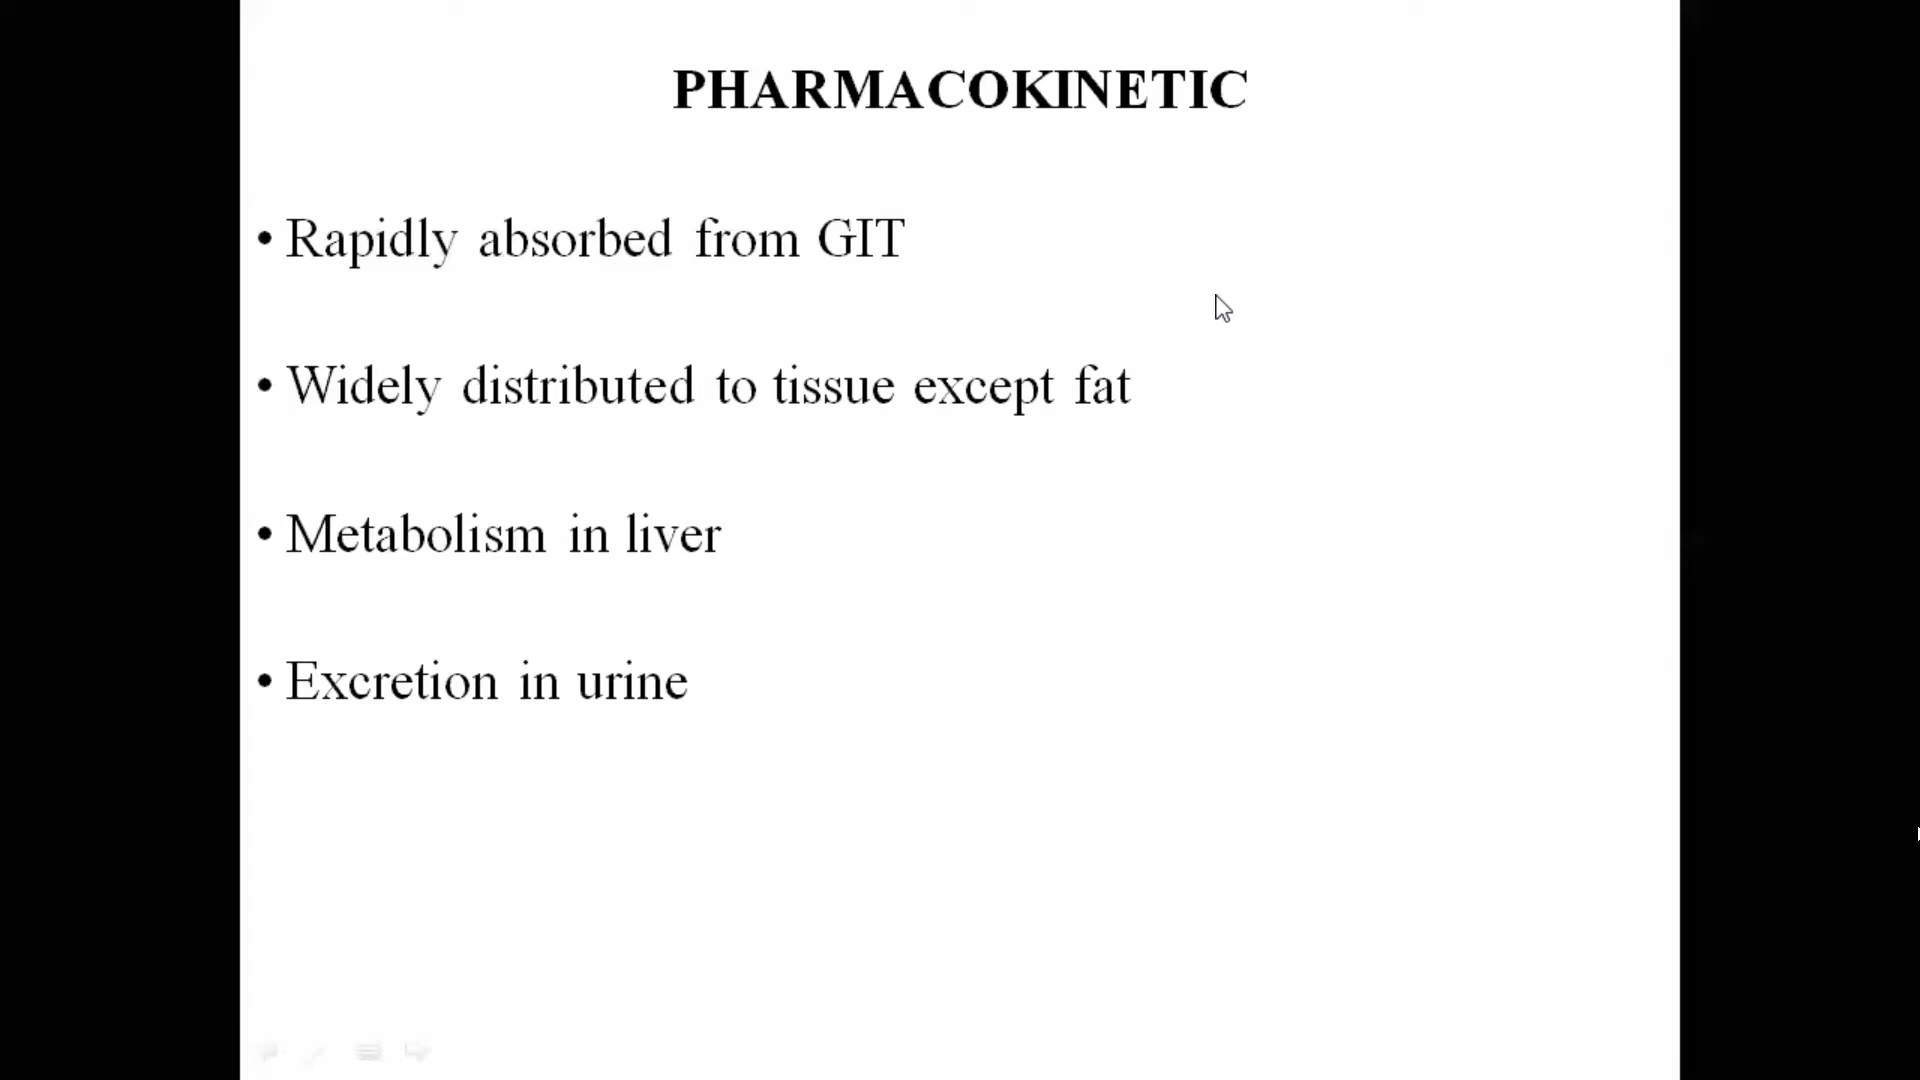 PHARMACOKINETIC
• Rapidly absorbed from GIT
• Widely distributed to tissue except fat
• Metabolism in liver
• Excretion in urine